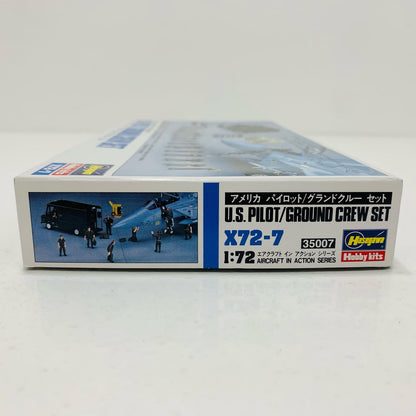 アメリカ パイロット/グランドクルー セット
U.S. PILOT/GROUND CREW SET
X72-7
35007
1:72
エアクラフト イン アクション シリーズ
AIRCRAFT IN ACTION SERIES
Hasegawa
Hobby kits